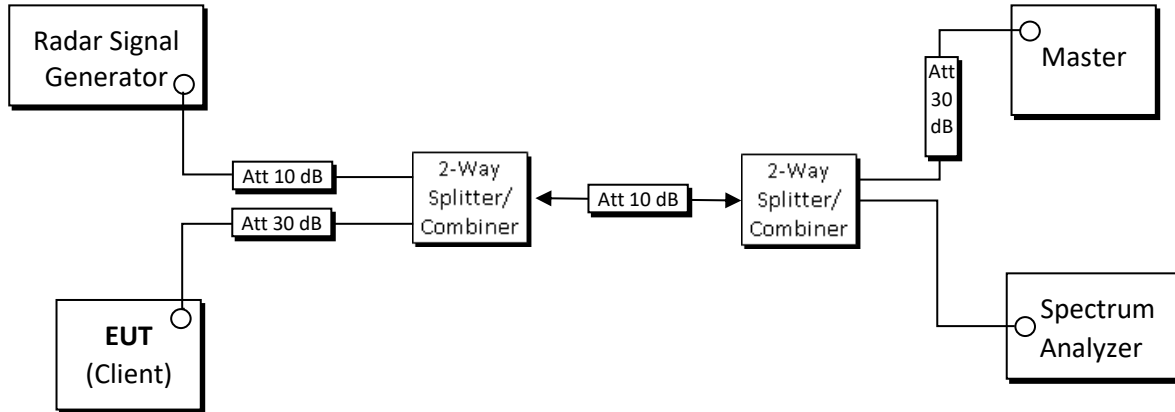 Radar Signal
Generator
Att 10 dB
Att 30 dB
EUT
(Client)
2-Way
Splitter/
Combiner
Att 10 dB
2-Way
Splitter/
Combiner
Att
30
dB
Master
Spectrum
Analyzer